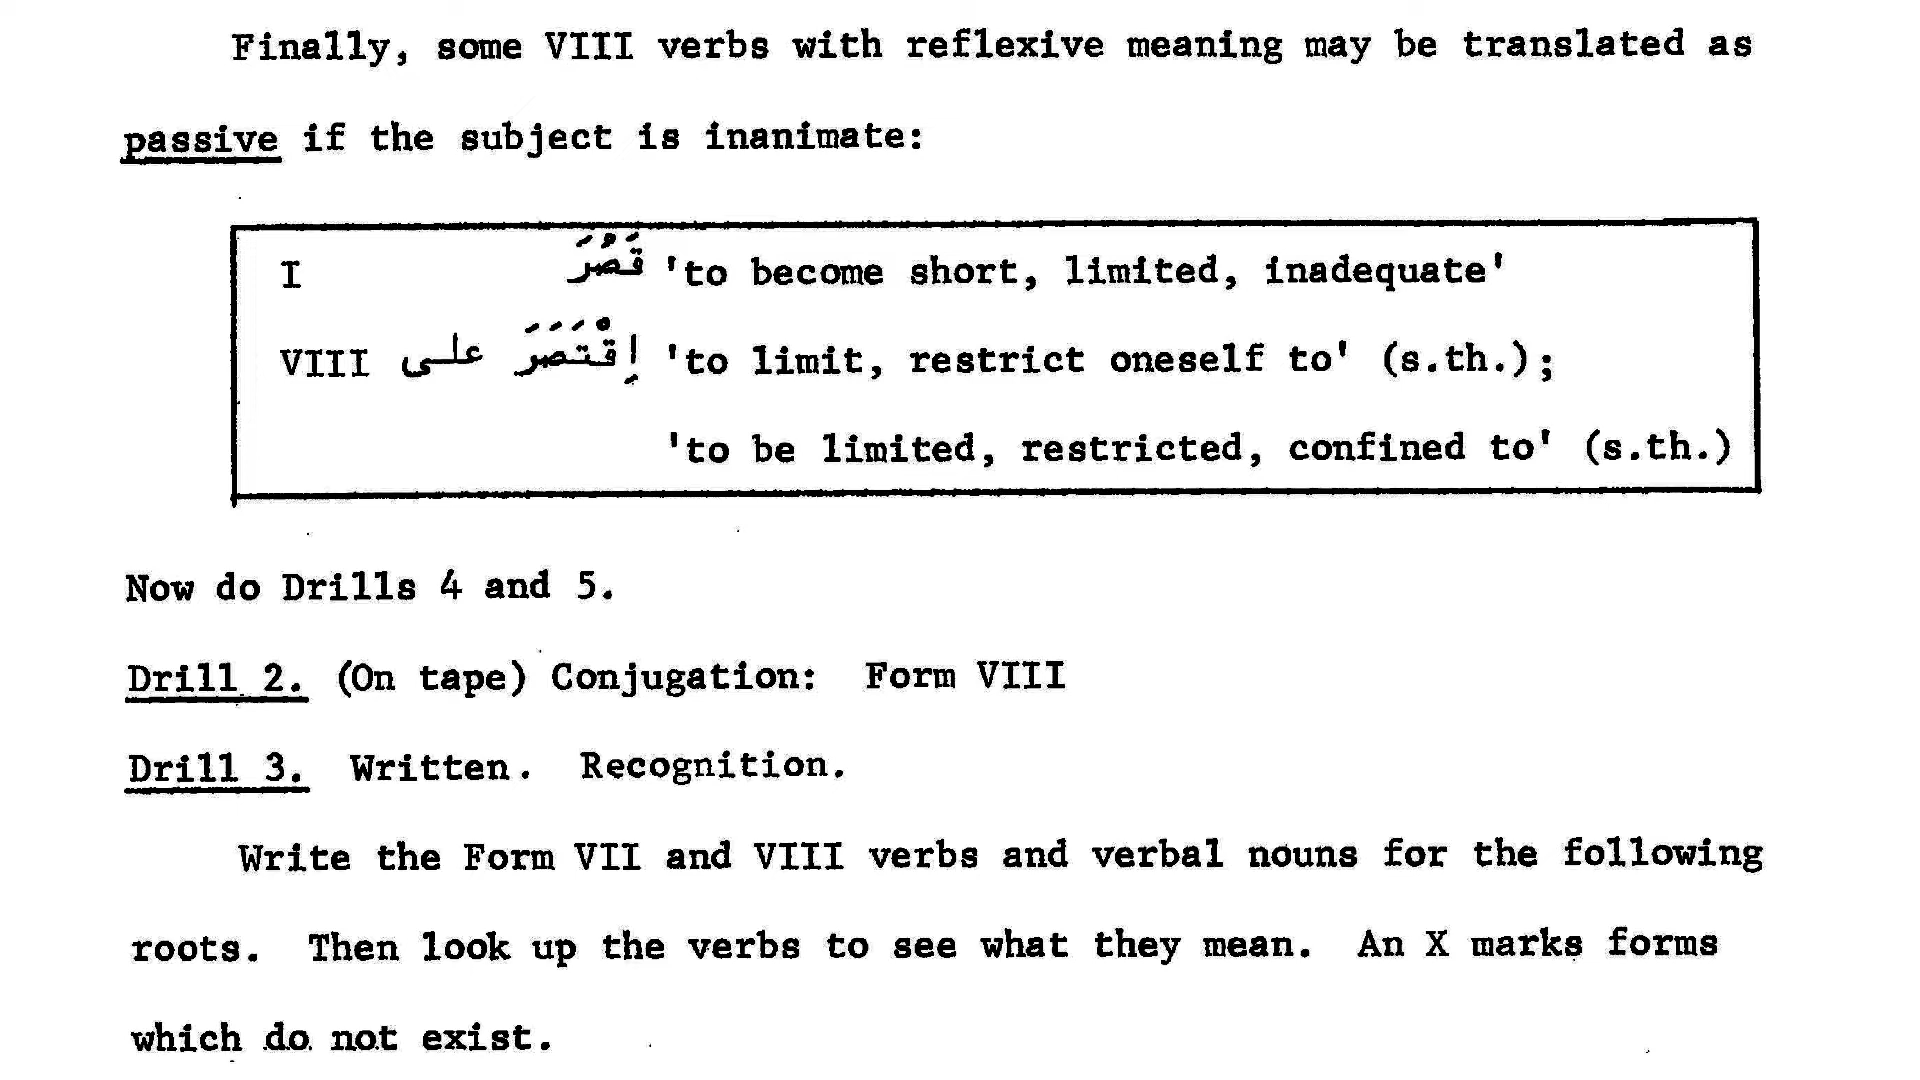 Finally, some VIII verbs with reflexive meaning may be translated as
passive if the subject is inanimate:
I قَصُرَ 'to become short, limited, inadequate'
VIII اِقْتَصَرَ على 'to limit, restrict oneself to' (s.th.);
'to be limited, restricted, confined to' (s.th.)
Now do Drills 4 and 5.
Drill 2. (On tape) Conjugation: Form VIII
Drill 3. Written. Recognition.
Write the Form VII and VIII verbs and verbal nouns for the following
roots. Then look up the verbs to see what they mean. An X marks forms
which do not exist.